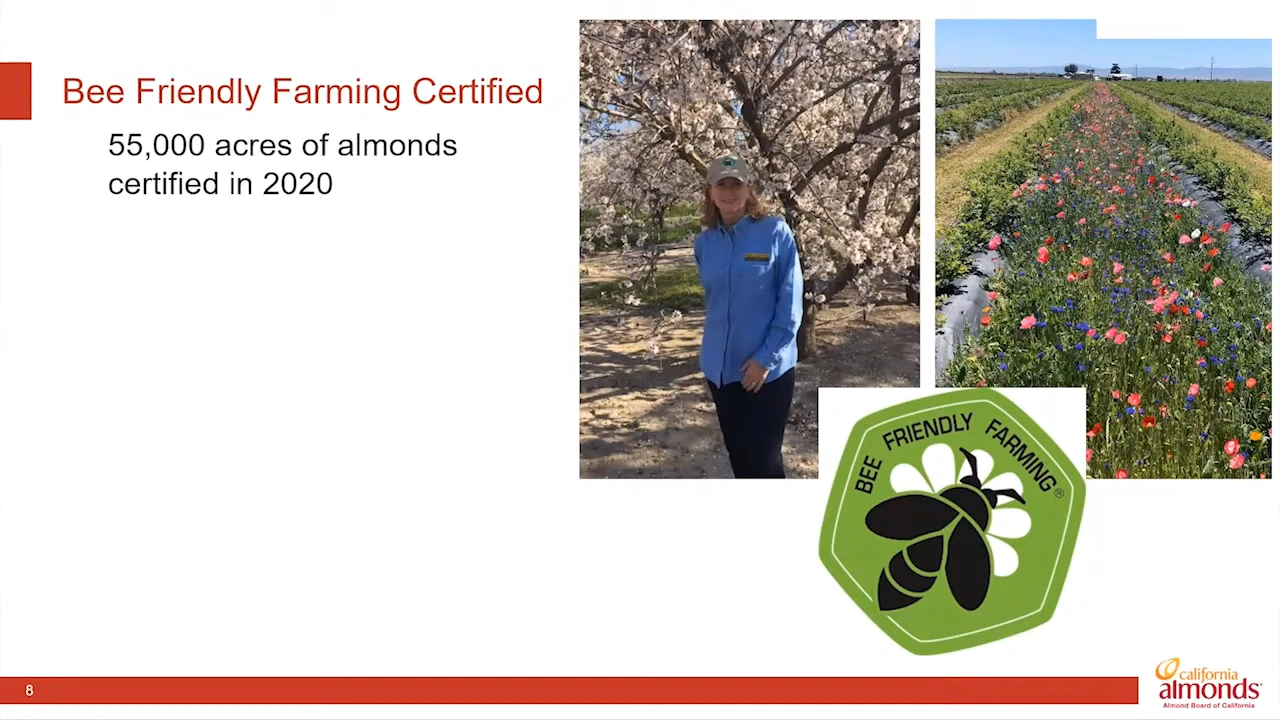 Bee Friendly Farming Certified
55,000 acres of almonds
certified in 2020
BEE FRIENDLY FARMING®
8
california
almonds®
Almond Board of California